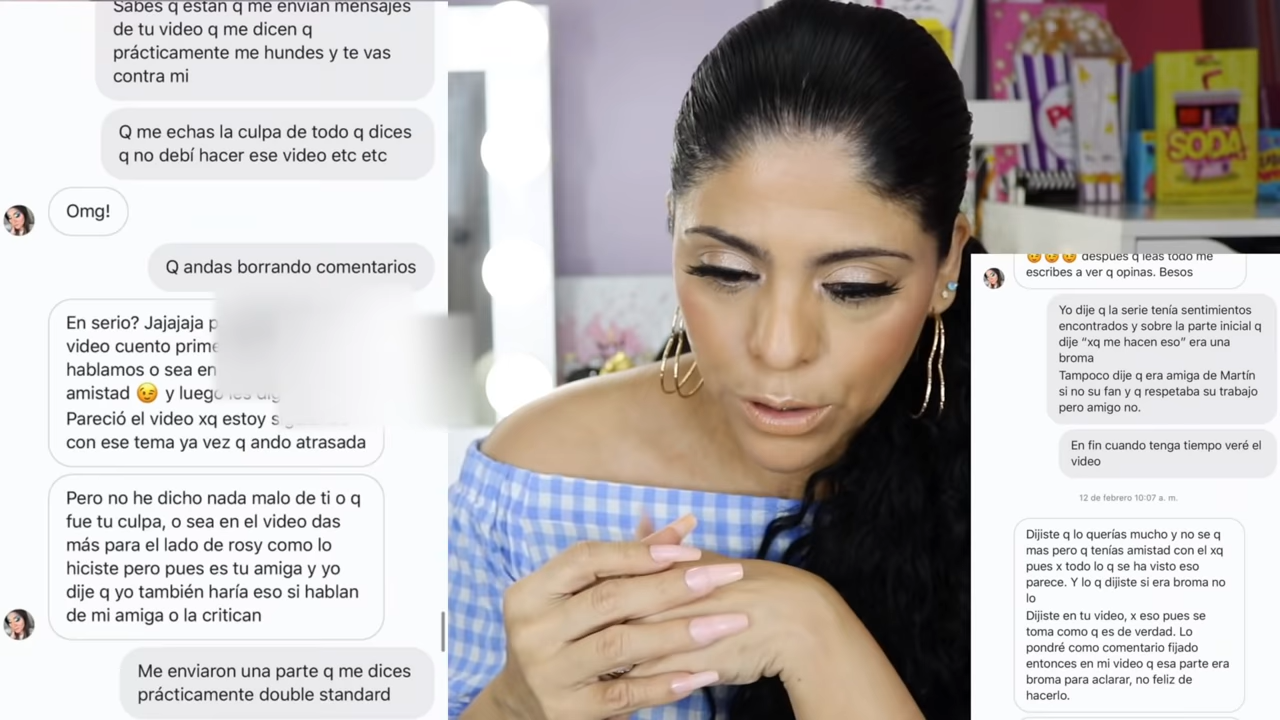 Sabes q están q me envían mensajes
de tu video q me dicen q
prácticamente me hundes y te vas
contra mi
Q me echas la culpa de todo q dices
q no debí hacer ese video etc etc
Omg!
Q andas borrando comentarios
En serio? Jajajaja
video cuento
hablamos o sea en
amistad 😉 y luego
Pareció el video xq estoy
con ese tema ya vez q ando atrasada
Pero no he dicho nada malo de ti o q
fue tu culpa, o sea en el video das
más para el lado de rosy como lo
hiciste pero pues es tu amiga y yo
dije q yo también haría eso si hablan
de mi amiga o la critican
Me enviaron una parte q me dices
prácticamente double standard
SODA
😉😉😉 después q leas todo me
escribes a ver q opinas. Besos
Yo dije q la serie tenía sentimientos
encontrados y sobre la parte inicial q
dije “xq me hacen eso” era una
broma
Tampoco dije q era amiga de Martín
si no su fan y q respetaba su trabajo
pero amigo no.
En fin cuando tenga tiempo veré el
video
12 de febrero 10:07 a. m.
Dijiste q lo querías mucho y no se q
mas pero q tenías amistad con el xq
pues x todo lo q se ha visto eso
parece. Y lo q dijiste si era broma no
lo
Dijiste en tu video, x eso pues se
toma como q es de verdad. Lo
pondré como comentario fijado
entonces en mi video q esa parte era
broma para aclarar, no feliz de
hacerlo.